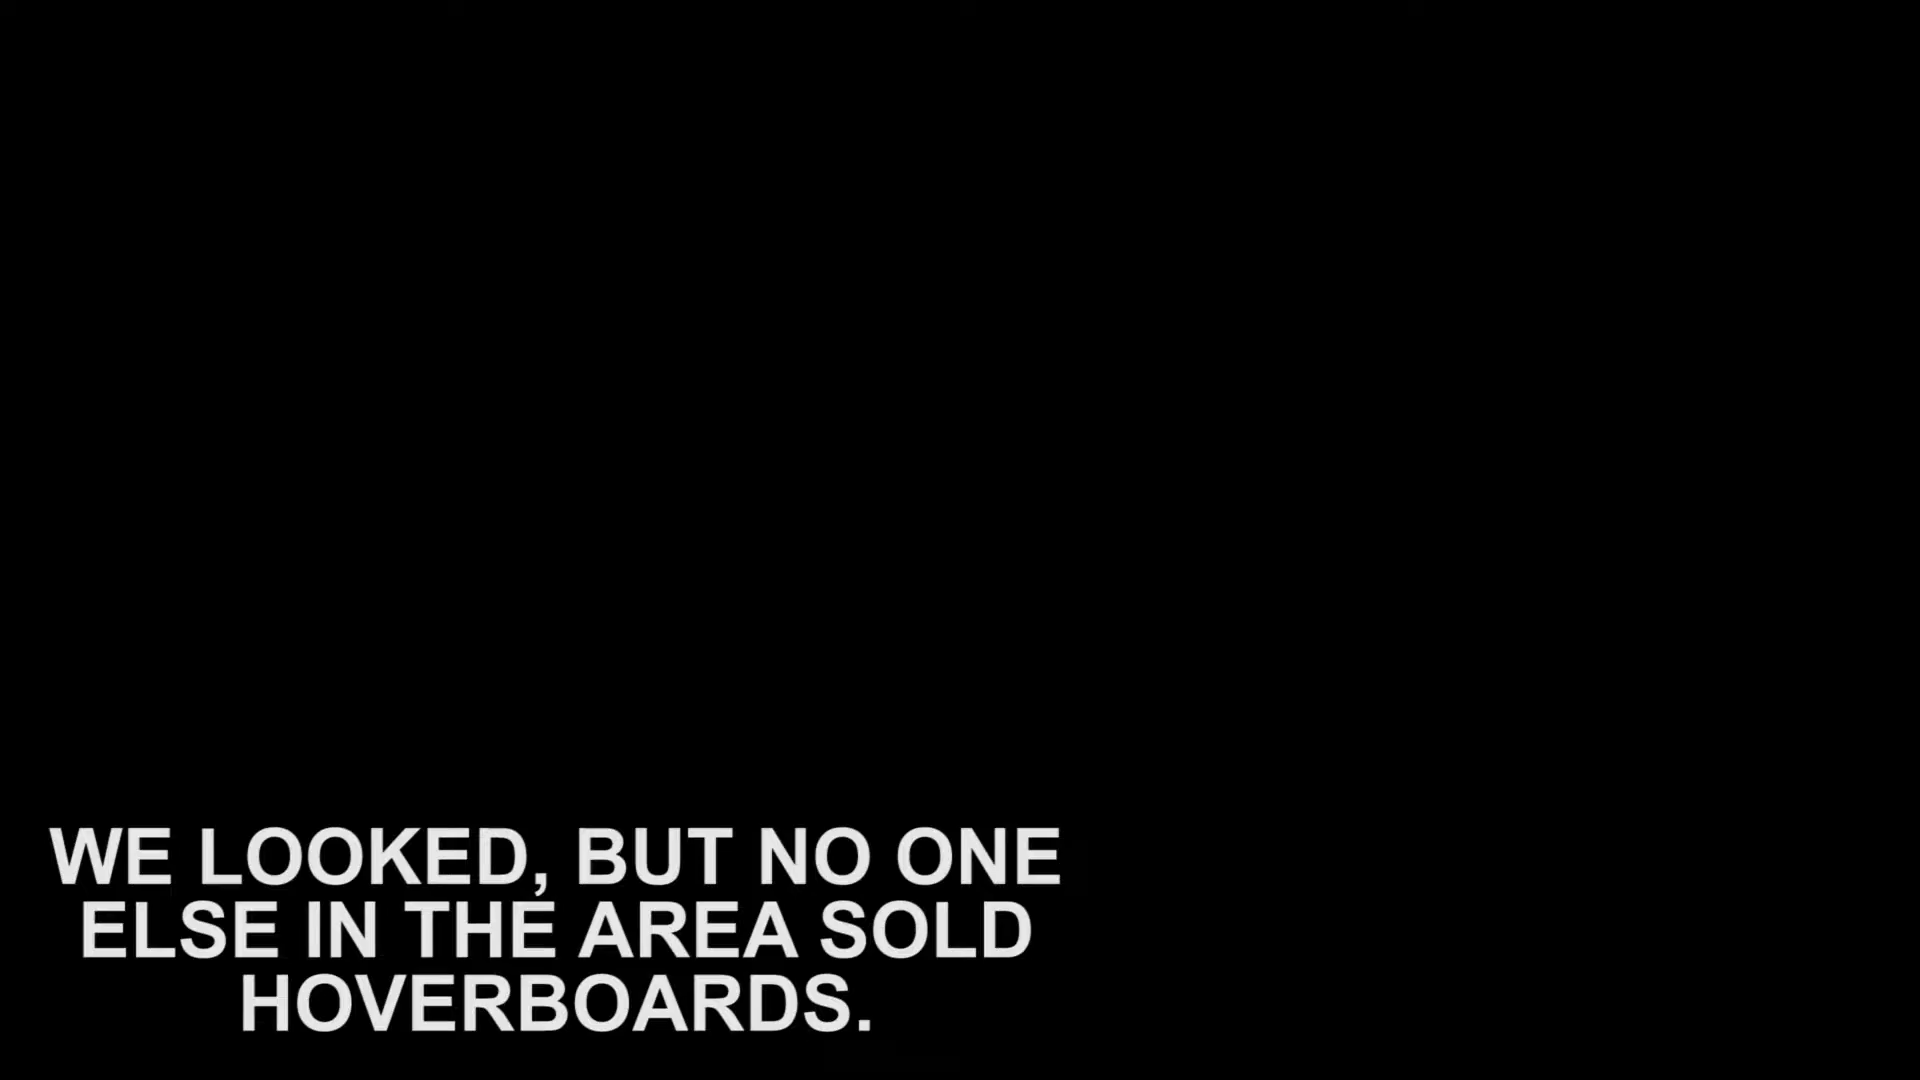 WE LOOKED, BUT NO ONE
ELSE IN THE AREA SOLD
HOVERBOARDS.